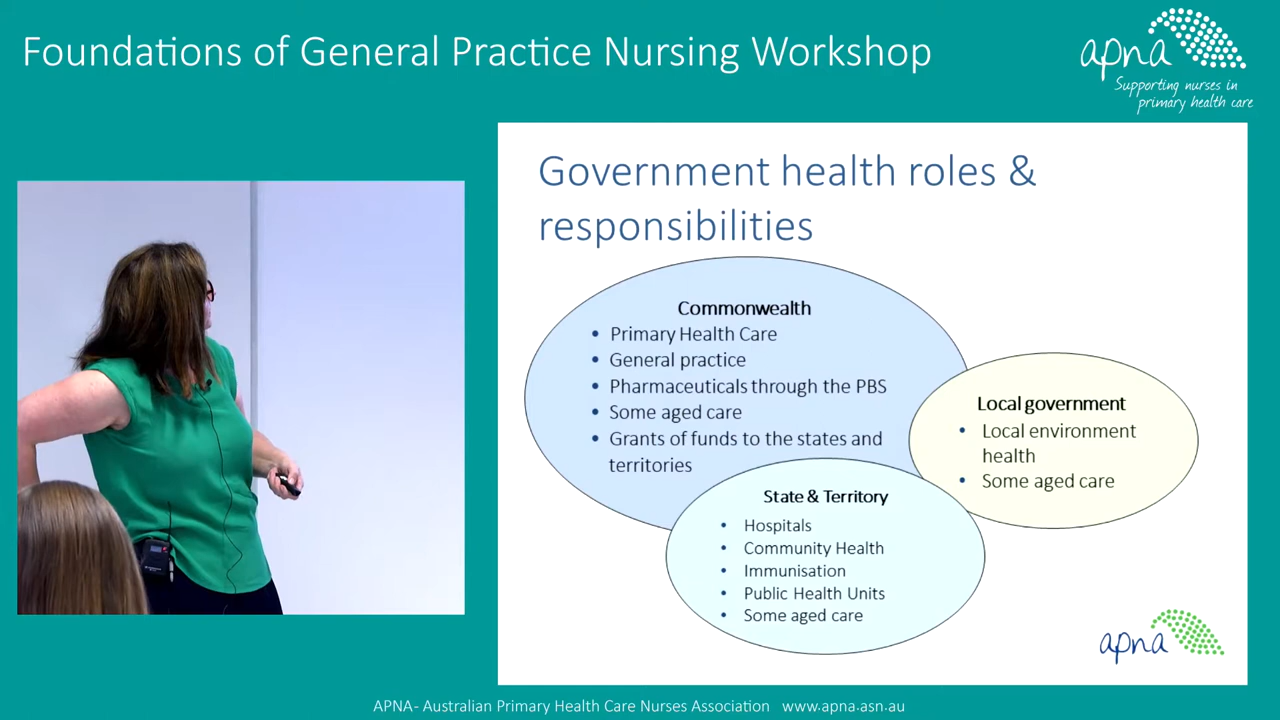 Foundations of General Practice Nursing Workshop
apna
Supporting nurses in
primary health care
Government health roles &
responsibilities
Commonwealth
• Primary Health Care
• General practice
• Pharmaceuticals through the PBS
• Some aged care
• Grants of funds to the states and
territories
Local government
• Local environment
health
• Some aged care
State & Territory
• Hospitals
• Community Health
• Immunisation
• Public Health Units
• Some aged care
apna
APNA- Australian Primary Health Care Nurses Association www.apna.asn.au